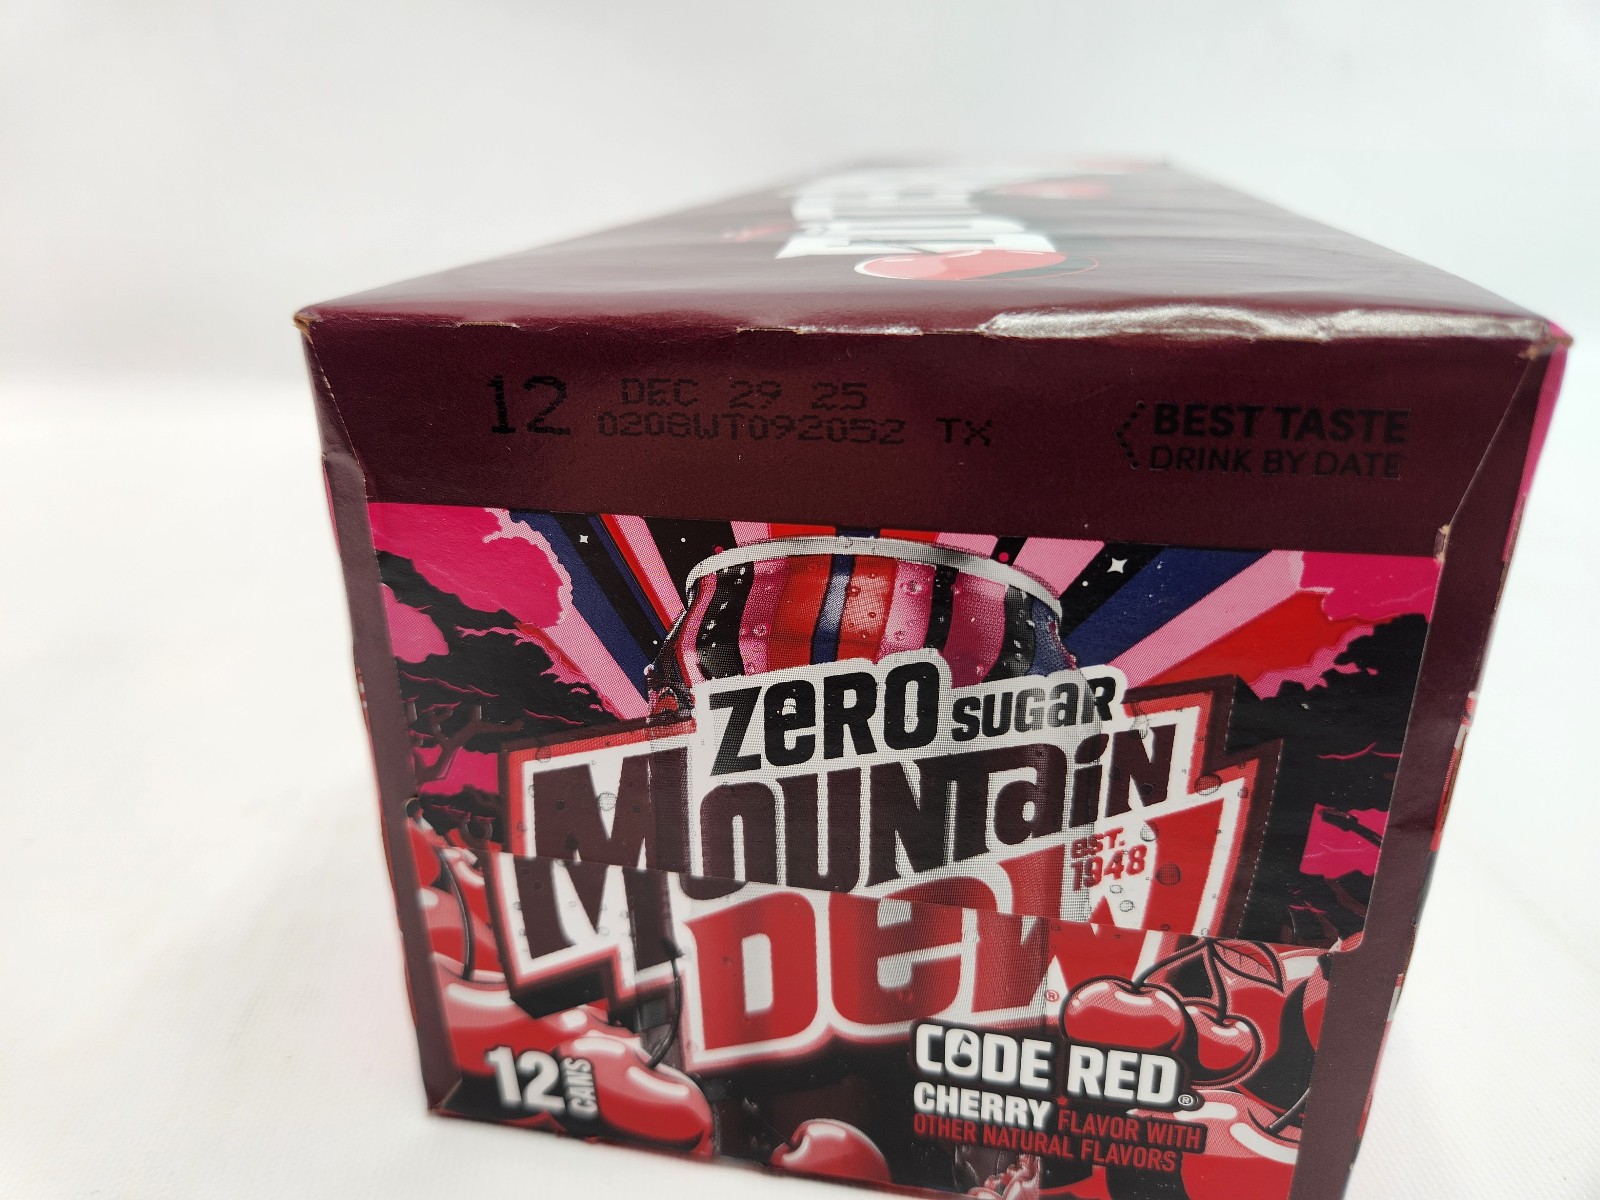 12 DEC 29 25
0208WT092052 TX
BEST TASTE
DRINK BY DATE
ZERO SUGAR
MOUNTAIN
EST.
1948
DEW®
12 CANS
CODE RED®
CHERRY FLAVOR WITH
OTHER NATURAL FLAVORS